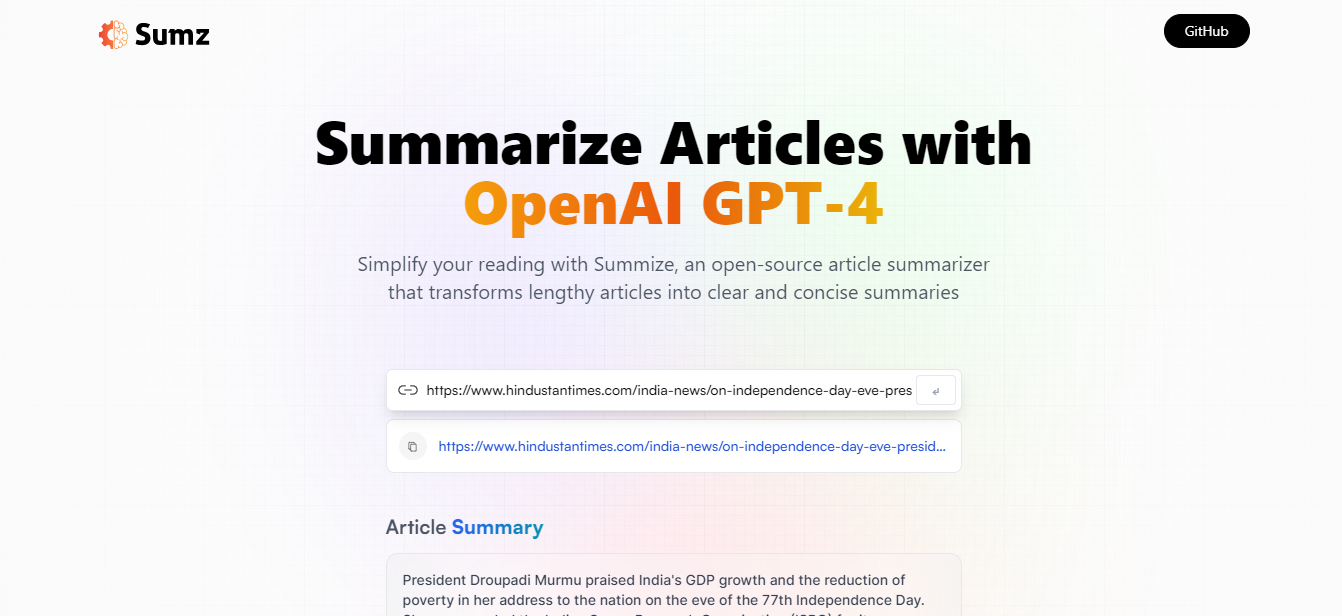 Sumz
GitHub
Summarize Articles with
OpenAI GPT-4
Simplify your reading with Summize, an open-source article summarizer
that transforms lengthy articles into clear and concise summaries
https://www.hindustantimes.com/india-news/on-independence-day-eve-pres
https://www.hindustantimes.com/india-news/on-independence-day-eve-presid...
Article Summary
President Droupadi Murmu praised India's GDP growth and the reduction of
poverty in her address to the nation on the eve of the 77th Independence Day.